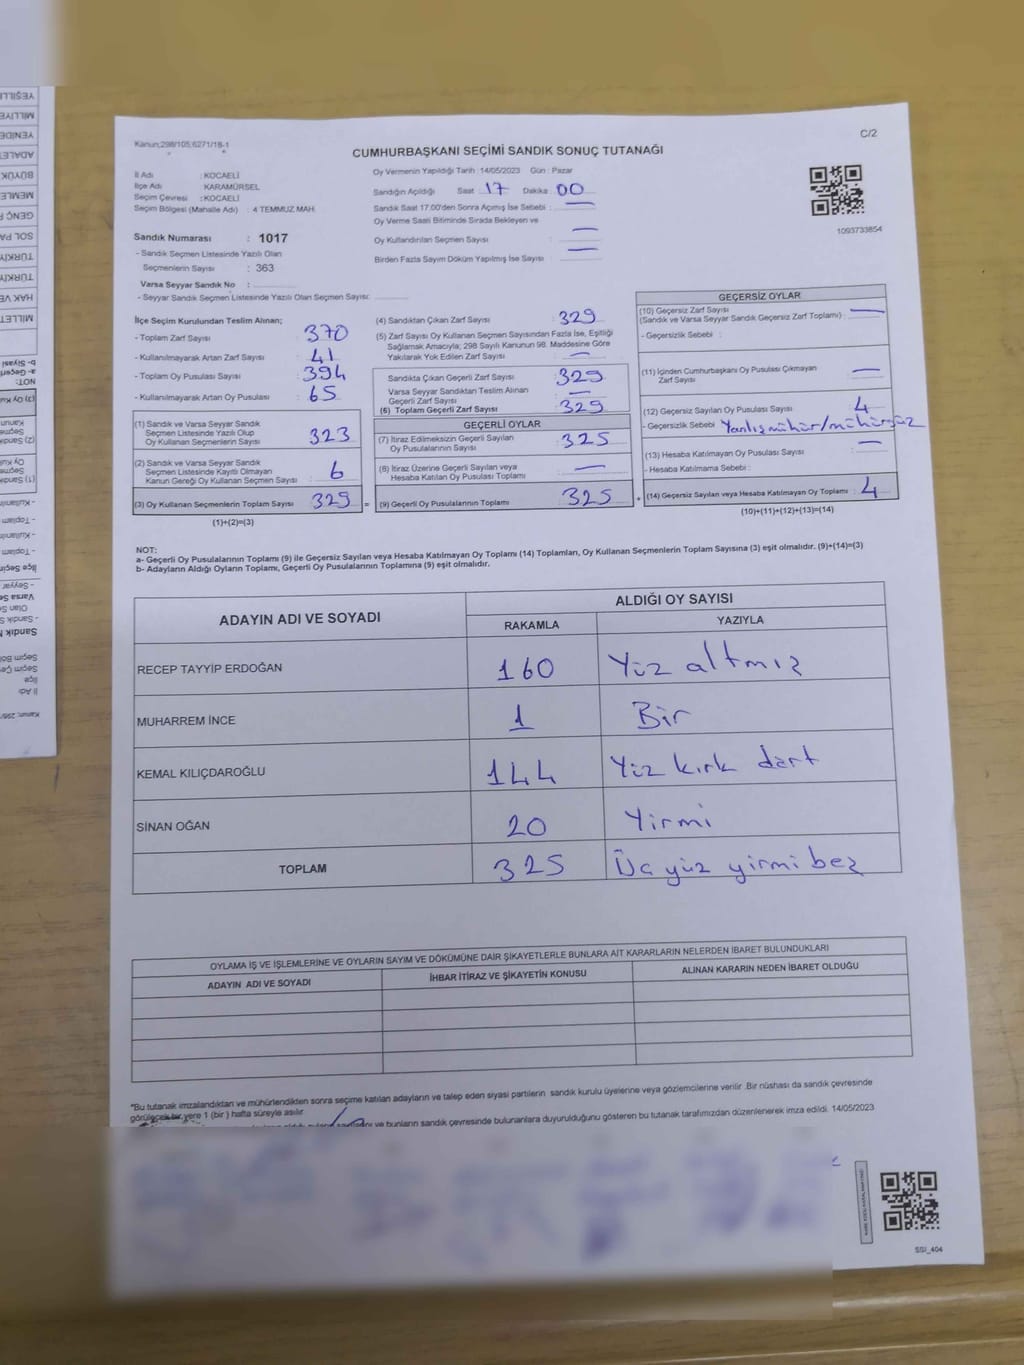 Kanun;298/105;6271/18-1
C/2
CUMHURBAŞKANI SEÇİMİ SANDIK SONUÇ TUTANAĞI
İl Adı : KOCAELİ
İlçe Adı : KARAMÜRSEL
Seçim Çevresi : KOCAELİ
Seçim Bölgesi (Mahalle Adı) : 4 TEMMUZ MAH.
Sandık Numarası : 1017
- Sandık Seçmen Listesinde Yazılı Olan
Seçmenlerin Sayısı : 363
Varsa Seyyar Sandık No :
- Seyyar Sandık Seçmen Listesinde Yazılı Olan Seçmen Sayısı:
Oy Vermenin Yapıldığı Tarih :14/05/2023 Gün : Pazar
Sandığın Açıldığı Saat : 17 Dakika : 00
Sandık Saat 17:00'den Sonra Açımış İse Sebebi : —
Oy Verme Saati Bitiminde Sırada Bekleyen ve
Oy Kullandırılan Seçmen Sayısı : —
Birden Fazla Sayım Döküm Yapılmış İse Sayısı : —
1093733854
İlçe Seçim Kurulundan Teslim Alınan;
- Toplam Zarf Sayısı : 370
- Kullanılmayarak Artan Zarf Sayısı : 41
- Toplam Oy Pusulası Sayısı : 394
- Kullanılmayarak Artan Oy Pusulası : 65
(1) Sandık ve Varsa Seyyar Sandık
Seçmen Listesinde Yazılı Olup
Oy Kullanan Seçmenlerin Sayısı : 323
(2) Sandık ve Varsa Seyyar Sandık
Seçmen Listesinde Kayıtlı Olmayan
Kanun Gereği Oy Kullanan Seçmen Sayısı : 6
(3) Oy Kullanan Seçmenlerin Toplam Sayısı : 329 =
(1)+(2)=(3)
(4) Sandıktan Çıkan Zarf Sayısı : 329
(5) Zarf Sayısı Oy Kullanan Seçmen Sayısından Fazla İse, Eşitliği
Sağlamak Amacıyla; 298 Sayılı Kanunun 98. Maddesine Göre
Yakılarak Yok Edilen Zarf Sayısı : —
Sandıkta Çıkan Geçerli Zarf Sayısı : 329
Varsa Seyyar Sandıktan Teslim Alınan
Geçerli Zarf Sayısı : —
(6) Toplam Geçerli Zarf Sayısı : 329
GEÇERLİ OYLAR
(7) İtiraz Edilmeksizin Geçerli Sayılan
Oy Pusulası Sayısı : 325
(8) İtiraz Üzerine Geçerli Sayılan veya
Hesaba Katılan Oy Pusulası Sayısı : —
(9) Geçerli Oy Pusulalarının Toplamı : 325 +
GEÇERSİZ OYLAR
(10) Geçersiz Zarf Sayısı
(Sandık ve Varsa Seyyar Sandık Geçersiz Zarf Toplamı) : —
- Geçersizlik Sebebi :
(11) İçinden Cumhurbaşkanı Oy Pusulası Çıkmayan
Zarf Sayısı : —
(12) Geçersiz Sayılan Oy Pusulası Sayısı : 4
- Geçersizlik Sebebi : Yanlış mühür/mühürsüz
(13) Hesaba Katılmayan Oy Pusulası Sayısı : —
- Hesaba Katılmama Sebebi :
(14) Geçersiz Sayılan veya Hesaba Katılmayan Oy Toplamı : 4
(10)+(11)+(12)+(13)=(14)
NOT:
a- Geçerli Oy Pusulalarının Toplamı (9) ile Geçersiz Sayılan veya Hesaba Katılmayan Oy Toplamı (14) Toplamları, Oy Kullanan Seçmenlerin Toplam Sayısına (3) eşit olmalıdır. (9)+(14)=(3)
b- Adayların Aldığı Oyların Toplamı, Geçerli Oy Pusulalarının Toplamına (9) eşit olmalıdır.
ADAYIN ADI VE SOYADI
ALDIĞI OY SAYISI
RAKAMLA YAZIYLA
RECEP TAYYİP ERDOĞAN 160 Yüz altmız
MUHARREM İNCE 1 Bir
KEMAL KILIÇDAROĞLU 144 Yüz kırk dört
SİNAN OĞAN 20 Yirmi
TOPLAM 325 Üç yüz yirmi bez
OYLAMA İŞ VE İŞLEMLERİNE VE OYLARIN SAYIM VE DÖKÜMÜNE DAİR ŞİKAYETLERLE BUNLARA AİT KARARLARIN NELERDEN İBARET BULUNDUKLARI
ADAYIN ADI VE SOYADI İHBAR İTİRAZ VE ŞİKAYETİN KONUSU ALINAN KARARIN NEDEN İBARET OLDUĞU
*Bu tutanak imzalandıktan ve mühürlendikten sonra seçime katılan adayların ve talep eden siyasi partilerin sandık kurulu üyelerine veya gözlemcilerine verilir .Bir nüshası da sandık çevresinde
görülecek bir yere 1 (bir ) hafta süreyle asılır.
ve bunların sandık çevresinde bulunanlara duyurulduğunu gösteren bu tutanak tarafımızdan düzenlenerek imza edildi. 14/05/2023
SGI_404